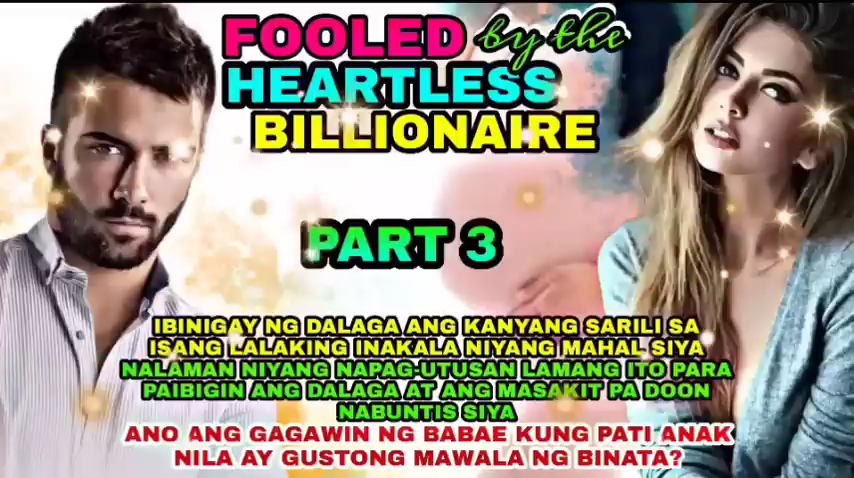 FOOLED by the
HEARTLESS
BILLIONAIRE
PART 3
IBINIGAY NG DALAGA ANG KANYANG SARILI SA
ISANG LALAKING INAKALA NIYANG MAHAL SIYA
NALAMAN NIYANG NAPAG-UTUSAN LAMANG ITO PARA
PAIBIGIN ANG DALAGA AT ANG MASAKIT PA DOON
NABUNTIS SIYA
ANO ANG GAGAWIN NG BABAE KUNG PATI ANAK
NILA AY GUSTONG MAWALA NG BINATA?